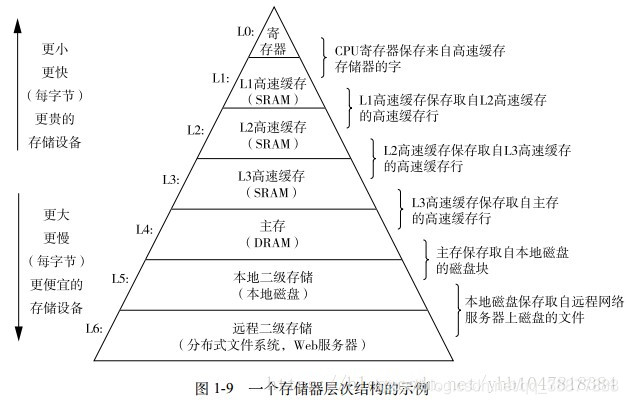 更小
更快
（每字节）
更贵的
存储设备
更大
更慢
（每字节）
更便宜的
存储设备
L0:
寄
存器
L1:
L1高速缓存
（SRAM）
L2:
L2高速缓存
（SRAM）
L3:
L3高速缓存
（SRAM）
L4:
主存
（DRAM）
L5:
本地二级存储
（本地磁盘）
L6:
远程二级存储
（分布式文件系统，Web服务器）
CPU寄存器保存来自高速缓存
存储器的字
L1高速缓存保存取自L2高速缓存
的高速缓存行
L2高速缓存保存取自L3高速缓存
的高速缓存行
L3高速缓存保存取自主存
的高速缓存行
主存保存取自本地磁盘
的磁盘块
本地磁盘保存取自远程网络
服务器上磁盘的文件
图 1-9 一个存储器层次结构的示例